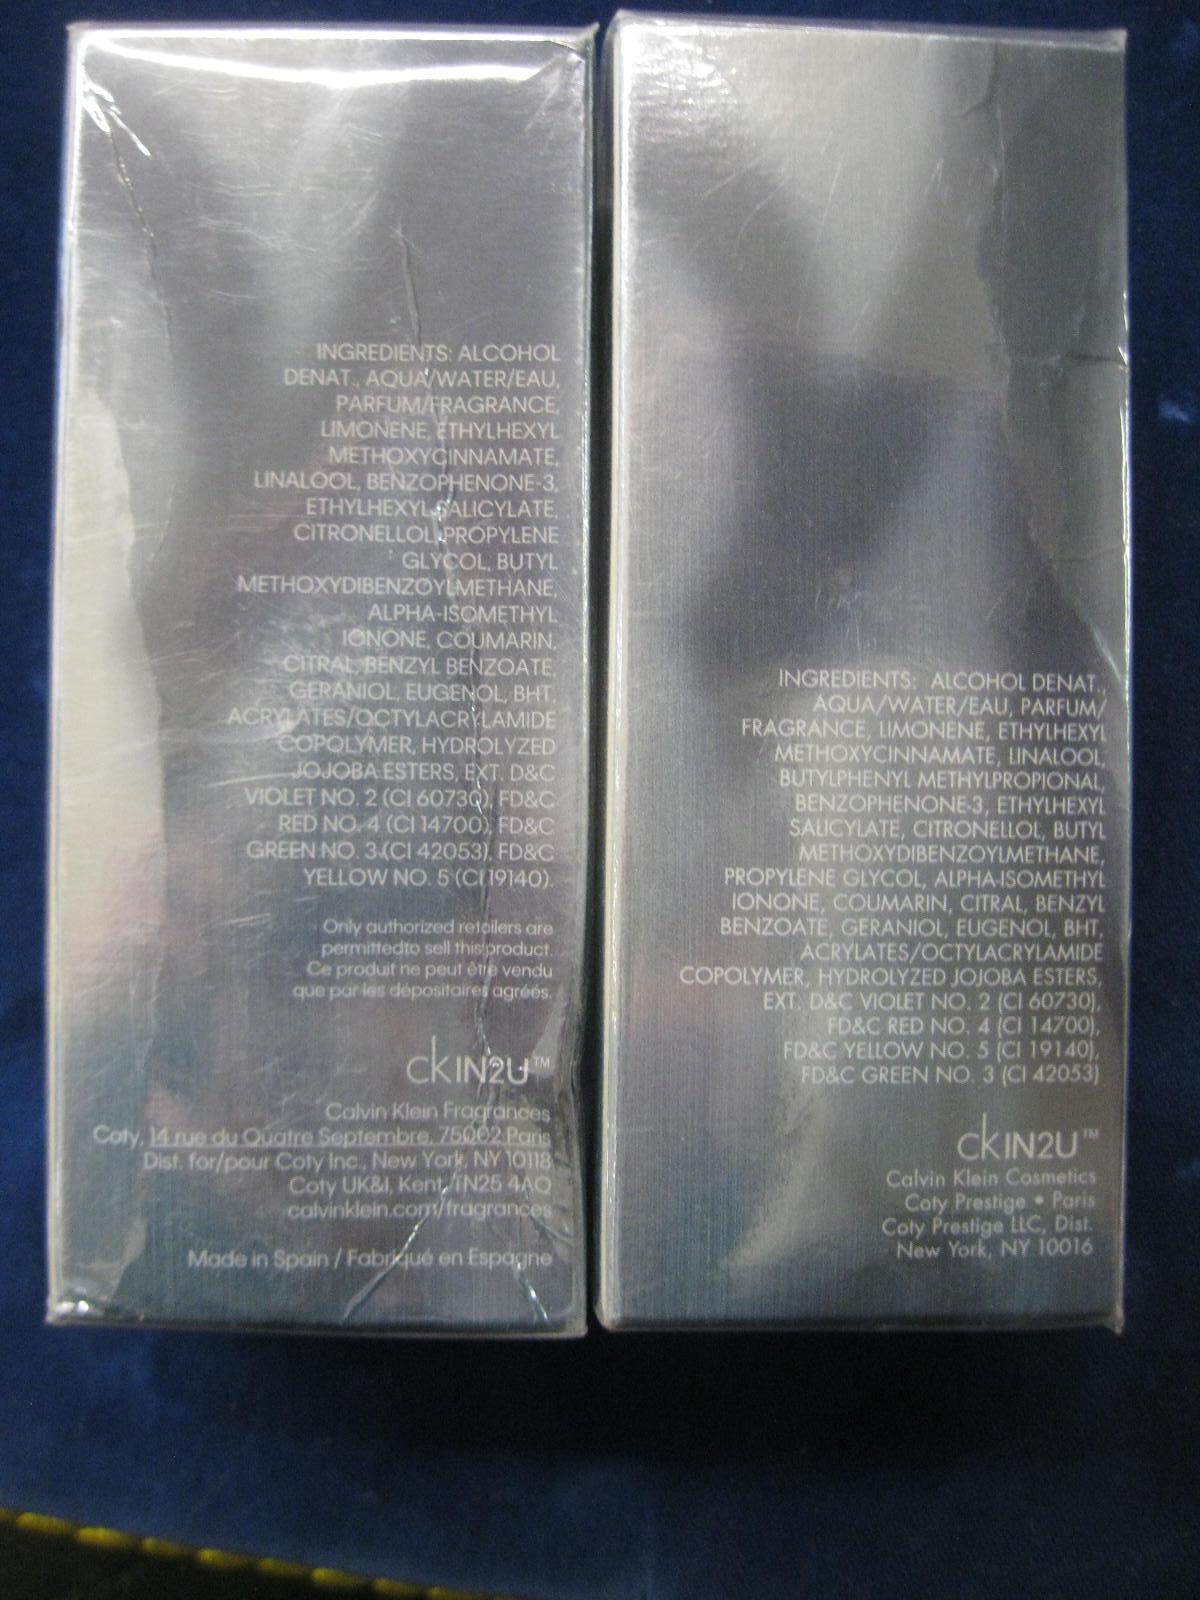 INGREDIENTS: ALCOHOL
DENAT., AQUA/WATER/EAU,
PARFUM/FRAGRANCE,
LIMONENE, ETHYLHEXYL
METHOXYCINNAMATE,
LINALOOL, BENZOPHENONE-3,
ETHYLHEXYL SALICYLATE,
CITRONELLOL, PROPYLENE
GLYCOL, BUTYL
METHOXYDIBENZOYLMETHANE,
ALPHA-ISOMETHYL
IONONE, COUMARIN,
CITRAL, BENZYL BENZOATE,
GERANIOL, EUGENOL, BHT,
ACRYLATES/OCTYLACRYLAMIDE
COPOLYMER, HYDROLYZED
JOJOBA ESTERS, EXT. D&C
VIOLET NO. 2 (CI 60730), FD&C
RED NO. 4 (CI 14700), FD&C
GREEN NO. 3 (CI 42053), FD&C
YELLOW NO. 5 (CI 19140).
Only authorized retailers are
permittedto sell this product.
Ce produit ne peut être vendu
que par les dépositaires agréés.
ckIN2U™
Calvin Klein Fragrances
Coty, 14 rue du Quatre Septembre, 75002 Paris
Dist. for/pour Coty Inc., New York, NY 10118
Coty UK&I, Kent, TN25 4AQ
calvinklein.com/fragrances
Made in Spain / Fabriqué en Espagne
INGREDIENTS: ALCOHOL DENAT.,
AQUA/WATER/EAU, PARFUM/
FRAGRANCE, LIMONENE, ETHYLHEXYL
METHOXYCINNAMATE, LINALOOL,
BUTYLPHENYL METHYLPROPIONAL,
BENZOPHENONE-3, ETHYLHEXYL
SALICYLATE, CITRONELLOL, BUTYL
METHOXYDIBENZOYLMETHANE,
PROPYLENE GLYCOL, ALPHA-ISOMETHYL
IONONE, COUMARIN, CITRAL, BENZYL
BENZOATE, GERANIOL, EUGENOL, BHT,
ACRYLATES/OCTYLACRYLAMIDE
COPOLYMER, HYDROLYZED JOJOBA ESTERS,
EXT. D&C VIOLET NO. 2 (CI 60730),
FD&C RED NO. 4 (CI 14700),
FD&C YELLOW NO. 5 (CI 19140),
FD&C GREEN NO. 3 (CI 42053)
ckIN2U™
Calvin Klein Cosmetics
Coty Prestige • Paris
Coty Prestige LLC, Dist.
New York, NY 10016